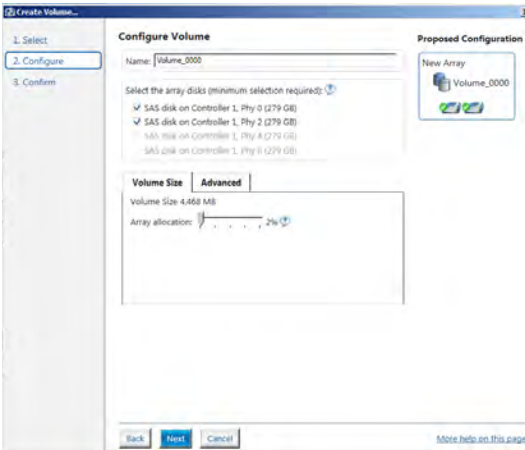 Create Volume...
1. Select
2. Configure
3. Confirm
Configure Volume
Name: Volume_0000
Select the array disks (minimum selection required):
SAS disk on Controller 1, Phy 0 (279 GB)
SAS disk on Controller 1, Phy 2 (279 GB)
SAS disk on Controller 1, Phy 4 (279 GB)
SAS disk on Controller 1, Phy 6 (279 GB)
Volume Size Advanced
Volume Size 4,468 MB
Array allocation: 2%
Proposed Configuration
New Array
Volume_0000
Back Next Cancel
More help on this page